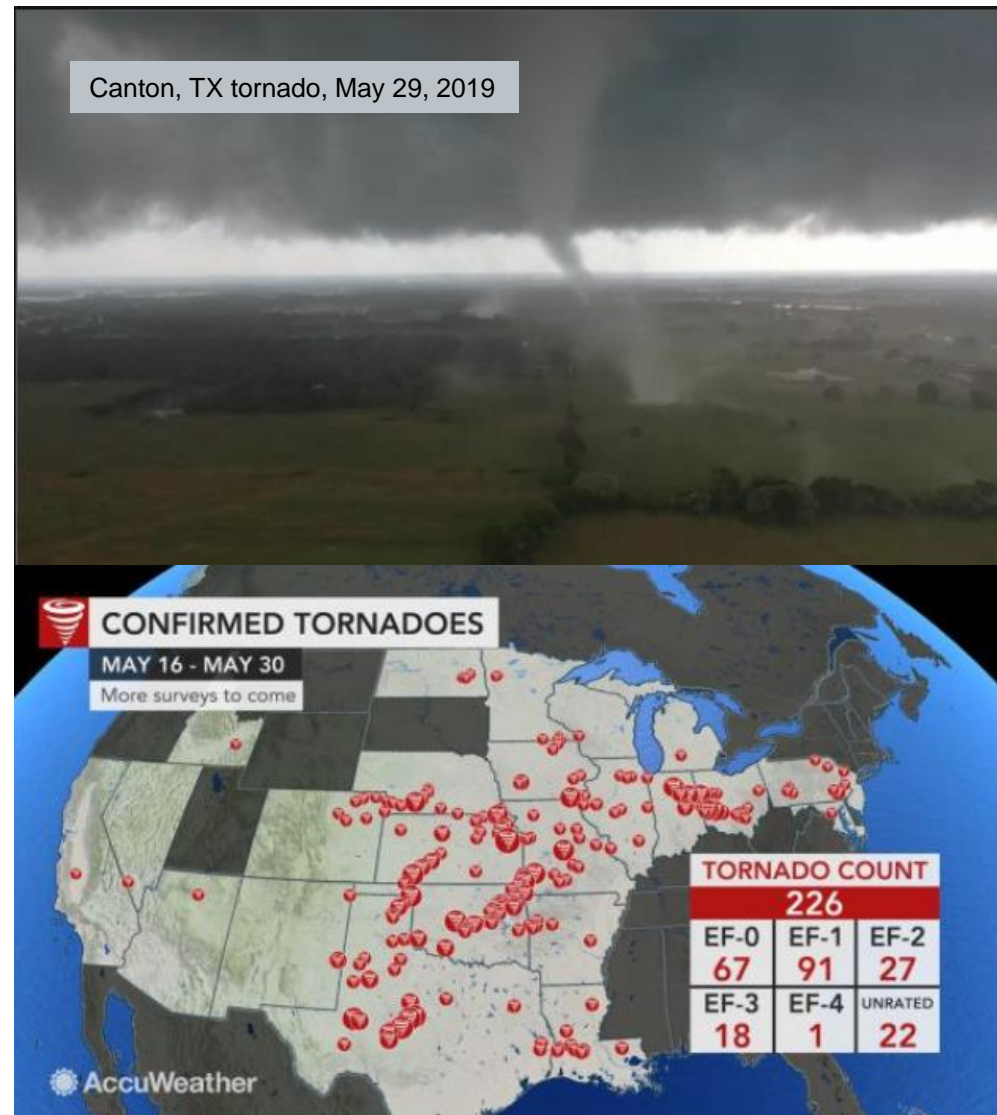 Canton, TX tornado, May 29, 2019
CONFIRMED TORNADOES
MAY 16 - MAY 30
More surveys to come
TORNADO COUNT
226
EF-0 EF-1 EF-2
67 91 27
EF-3 EF-4 UNRATED
18 1 22
AccuWeather